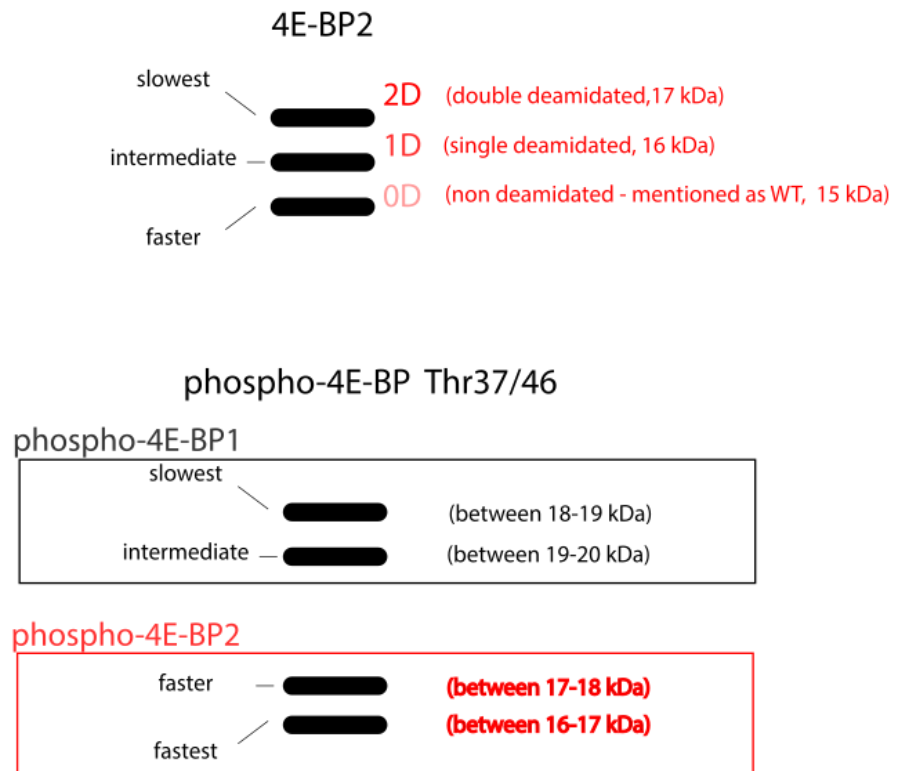 4E-BP2
slowest
2D (double deamidated,17 kDa)
intermediate
1D (single deamidated, 16 kDa)
0D (non deamidated - mentioned as WT, 15 kDa)
faster
phospho-4E-BP Thr37/46
phospho-4E-BP1
slowest
(between 18-19 kDa)
intermediate
(between 19-20 kDa)
phospho-4E-BP2
faster
(between 17-18 kDa)
(between 16-17 kDa)
fastest